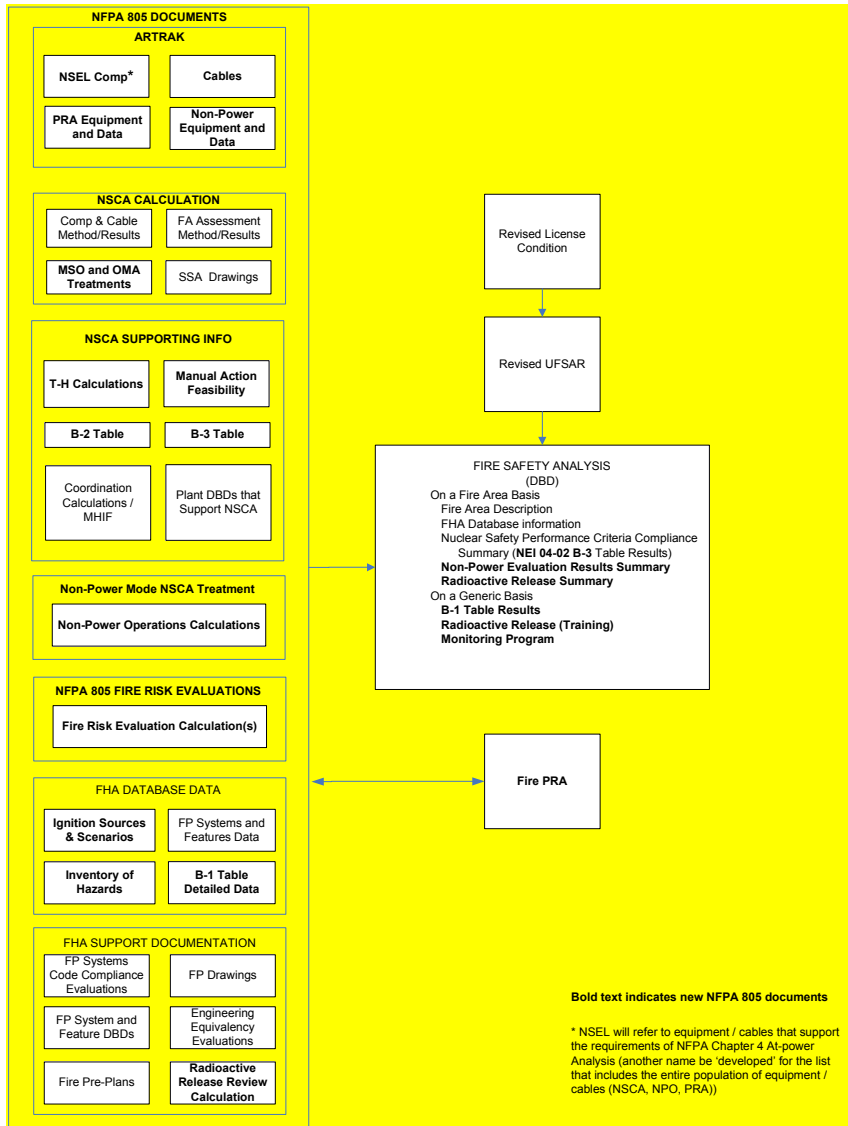 NFPA 805 DOCUMENTS
ARTRAK
NSEL Comp*
Cables
PRA Equipment
and Data
Non-Power
Equipment and
Data
NSCA CALCULATION
Comp & Cable
Method/Results
FA Assessment
Method/Results
MSO and OMA
Treatments
SSA Drawings
NSCA SUPPORTING INFO
T-H Calculations
Manual Action
Feasibility
B-2 Table
B-3 Table
Coordination
Calculations /
MHIF
Plant DBDs that
Support NSCA
Non-Power Mode NSCA Treatment
Non-Power Operations Calculations
NFPA 805 FIRE RISK EVALUATIONS
Fire Risk Evaluation Calculation(s)
FHA DATABASE DATA
Ignition Sources
& Scenarios
FP Systems and
Features Data
Inventory of
Hazards
B-1 Table
Detailed Data
FHA SUPPORT DOCUMENTATION
FP Systems
Code Compliance
Evaluations
FP Drawings
FP System and
Feature DBDs
Engineering
Equivalency
Evaluations
Fire Pre-Plans
Radioactive
Release Review
Calculation
Revised License
Condition
Revised UFSAR
FIRE SAFETY ANALYSIS
(DBD)
On a Fire Area Basis
Fire Area Description
FHA Database information
Nuclear Safety Performance Criteria Compliance
Summary (NEI 04-02 B-3 Table Results)
Non-Power Evaluation Results Summary
Radioactive Release Summary
On a Generic Basis
B-1 Table Results
Radioactive Release (Training)
Monitoring Program
Fire PRA
Bold text indicates new NFPA 805 documents
* NSEL will refer to equipment / cables that support
the requirements of NFPA Chapter 4 At-power
Analysis (another name be ‘developed’ for the list
that includes the entire population of equipment /
cables (NSCA, NPO, PRA))